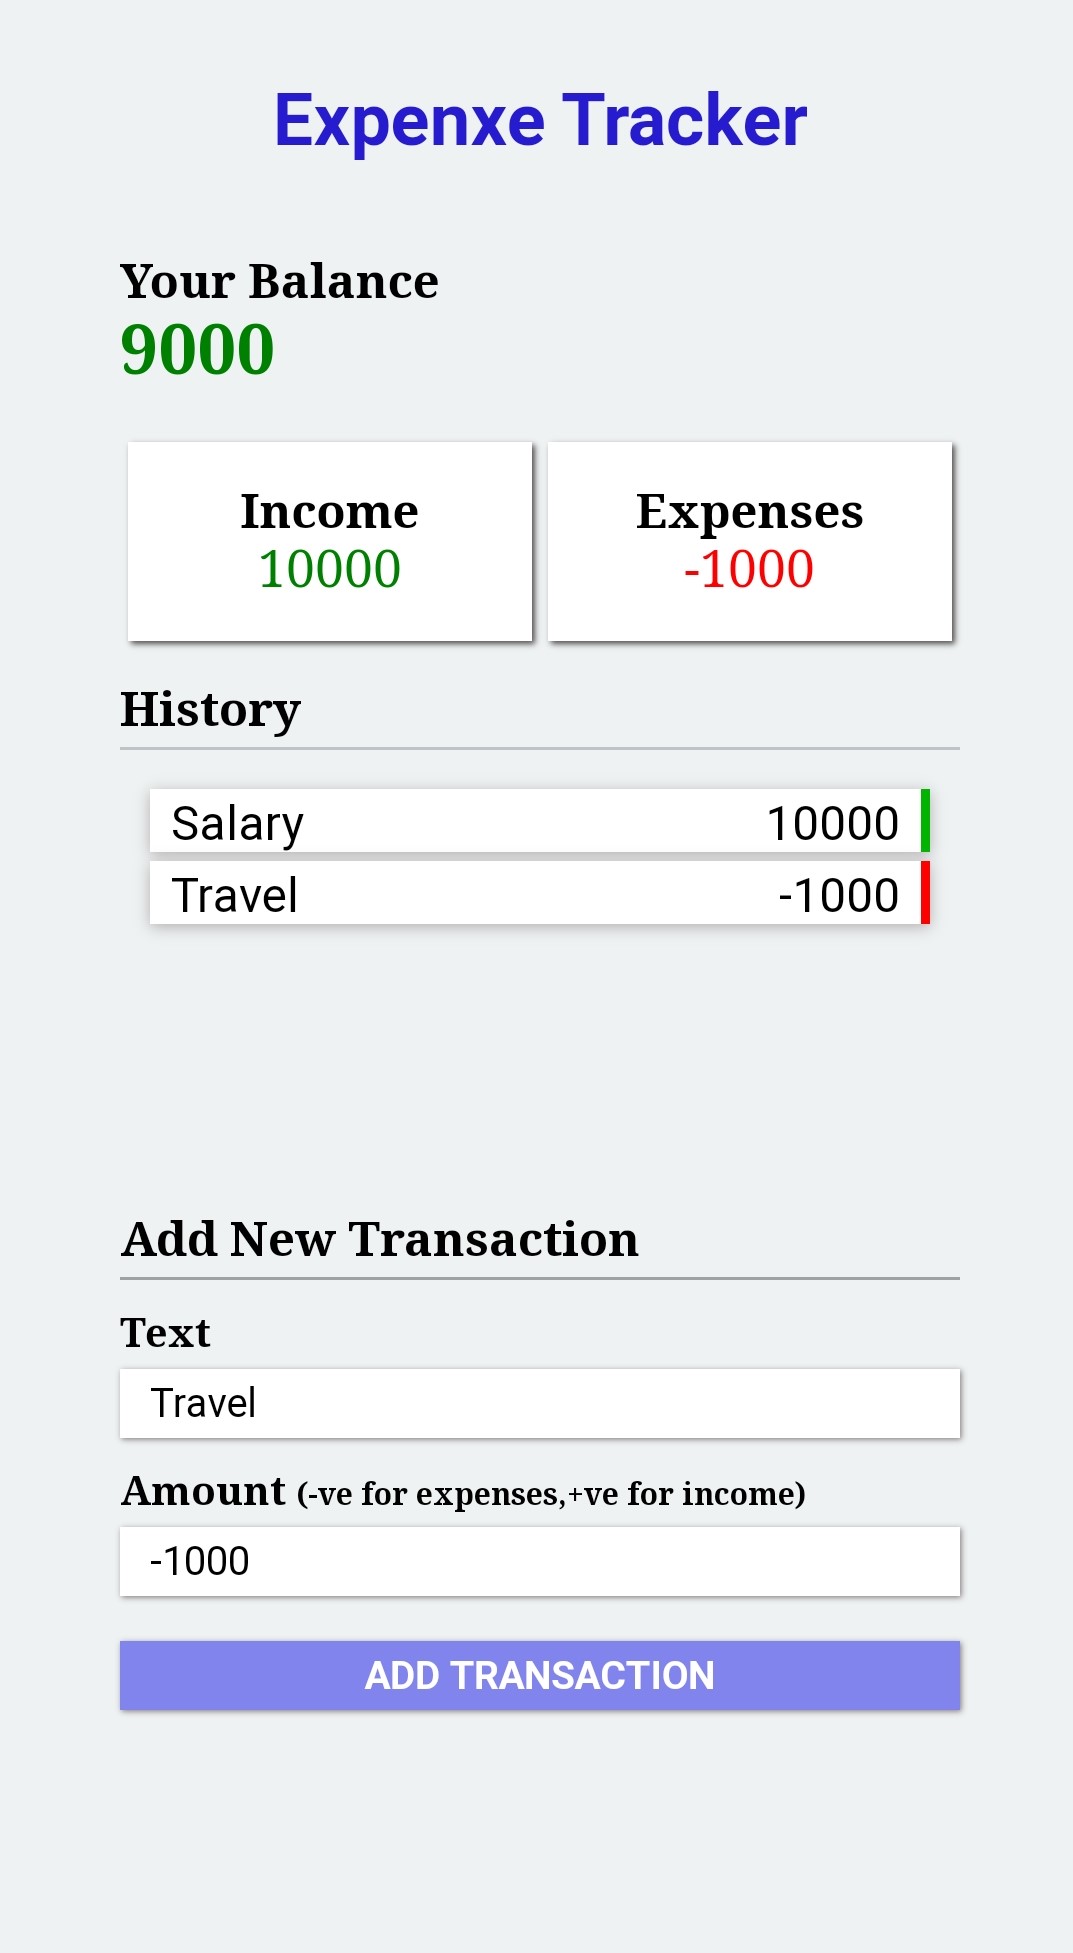 Expenxe Tracker
Your Balance
9000
Income
10000
Expenses
-1000
History
Salary 10000
Travel -1000
Add New Transaction
Text
Travel
Amount (-ve for expenses,+ve for income)
-1000
ADD TRANSACTION